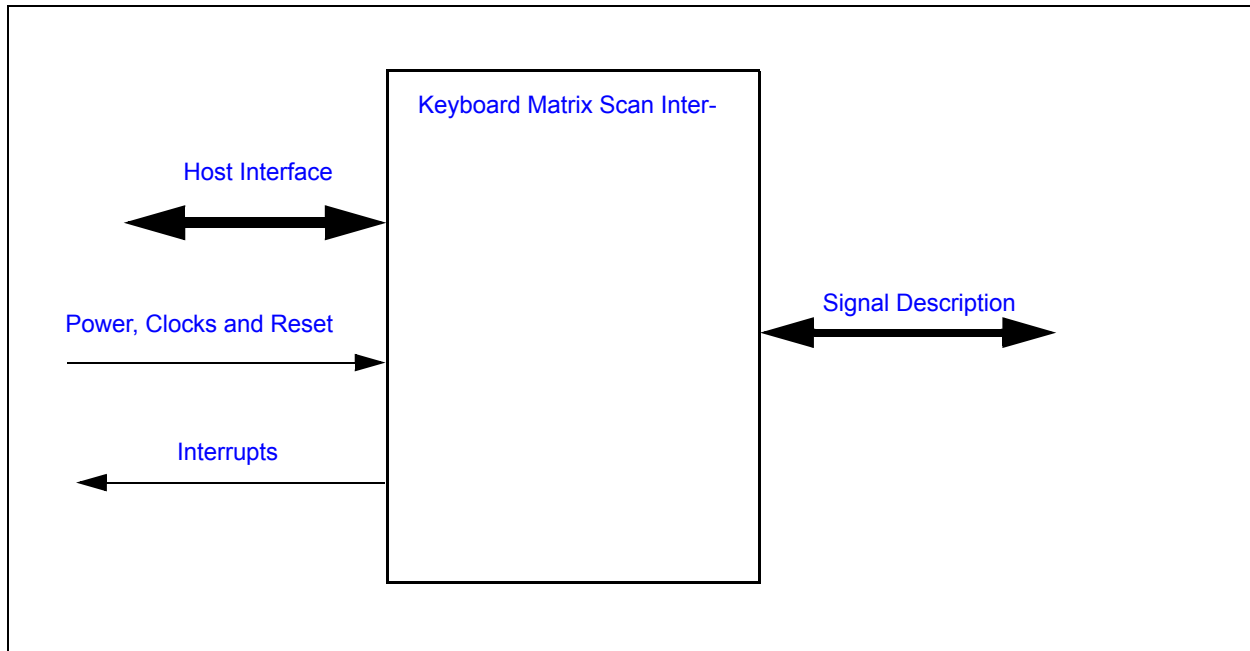 Keyboard Matrix Scan Inter-
Host Interface
Signal Description
Power, Clocks and Reset
Interrupts